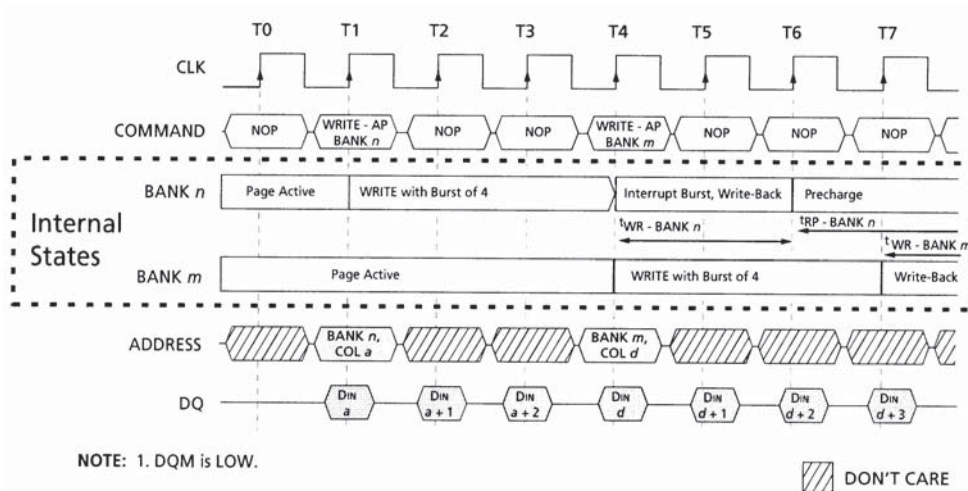 T0 T1 T2 T3 T4 T5 T6 T7
CLK
COMMAND NOP WRITE - AP BANK n NOP NOP WRITE - AP BANK m NOP NOP NOP
BANK n Page Active WRITE with Burst of 4 Interrupt Burst, Write-Back Precharge
Internal States
tWR - BANK n tRP - BANK n
tWR - BANK m
BANK m Page Active WRITE with Burst of 4 Write-Back
ADDRESS BANK n, COL a BANK m, COL d
DQ DIN a DIN a + 1 DIN a + 2 DIN d DIN d + 1 DIN d + 2 DIN d + 3
NOTE: 1. DQM is LOW.
DON'T CARE